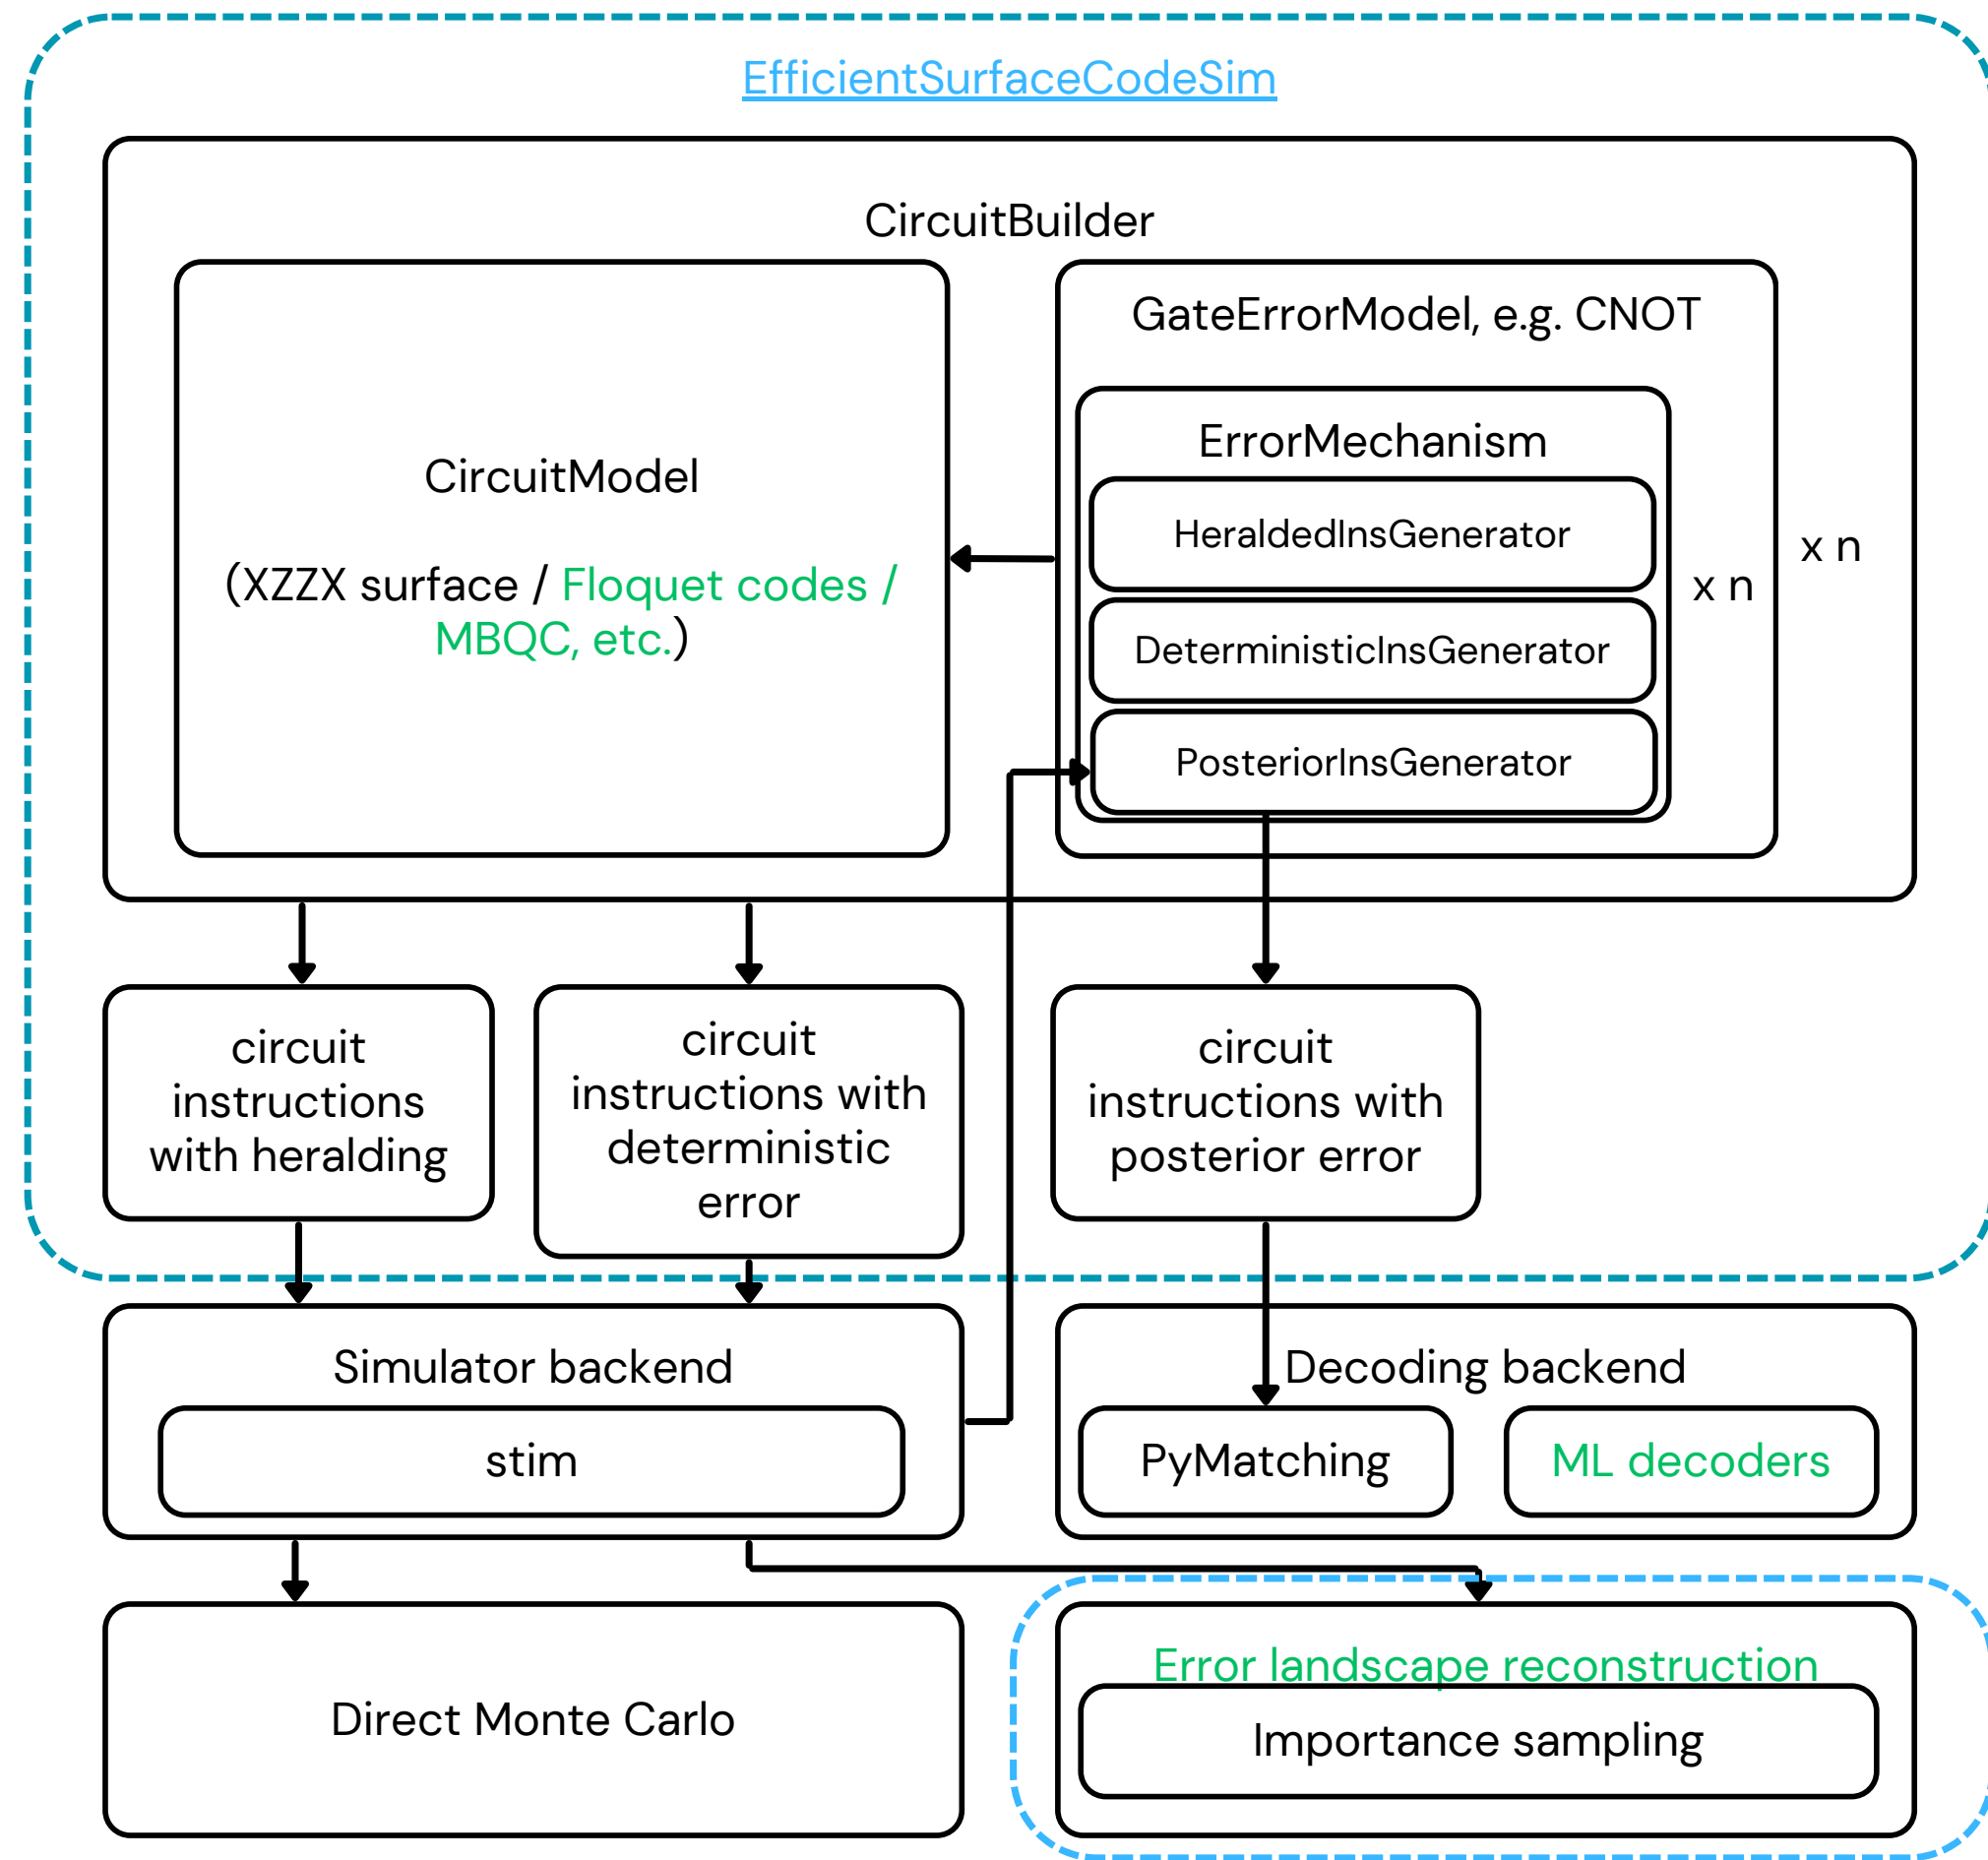 EfficientSurfaceCodeSim
CircuitBuilder
CircuitModel
(XZZX surface / Floquet codes /
MBQC, etc.)
GateErrorModel, e.g. CNOT
ErrorMechanism
HeraldedInsGenerator
DeterministicInsGenerator
PosteriorInsGenerator
x n
x n
circuit
instructions
with heralding
circuit
instructions with
deterministic
error
circuit
instructions with
posterior error
Simulator backend
stim
Decoding backend
PyMatching
ML decoders
Direct Monte Carlo
Error landscape reconstruction
Importance sampling